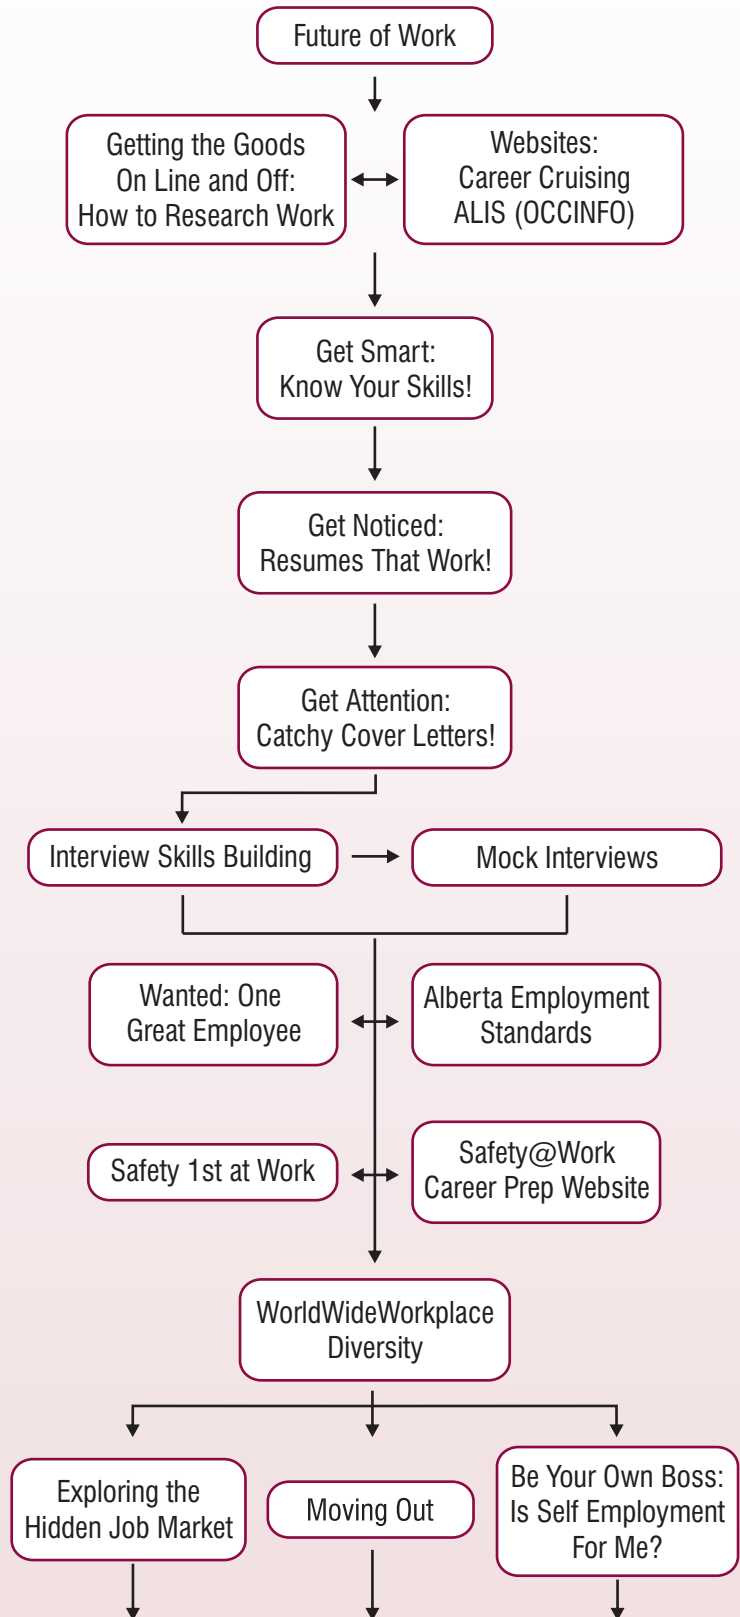 Future of Work
Getting the Goods
On Line and Off:
How to Research Work
Websites:
Career Cruising
ALIS (OCCINFO)
Get Smart:
Know Your Skills!
Get Noticed:
Resumes That Work!
Get Attention:
Catchy Cover Letters!
Interview Skills Building
Mock Interviews
Wanted: One
Great Employee
Alberta Employment
Standards
Safety 1st at Work
Safety@Work
Career Prep Website
WorldWideWorkplace
Diversity
Exploring the
Hidden Job Market
Moving Out
Be Your Own Boss:
Is Self Employment
For Me?